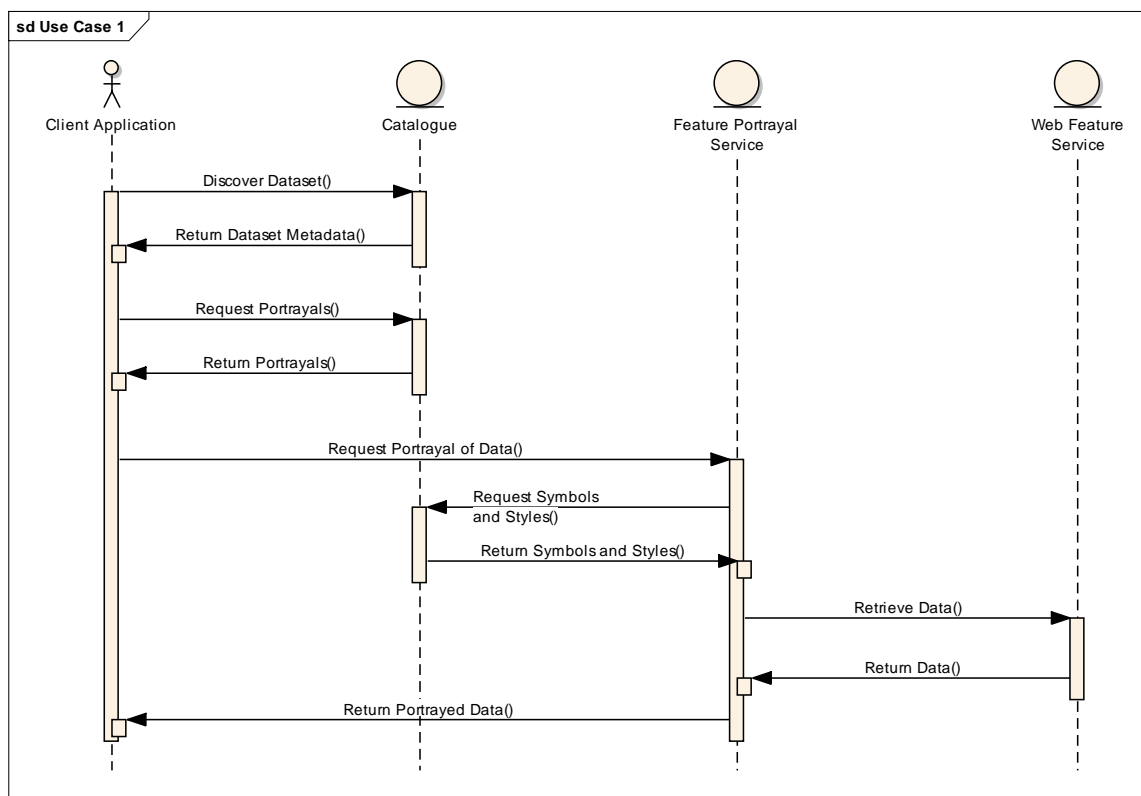 sd Use Case 1
Client Application
Catalogue
Feature Portrayal
Service
Web Feature
Service
Discover Dataset()
Return Dataset Metadata()
Request Portrayals()
Return Portrayals()
Request Portrayal of Data()
Request Symbols
and Styles()
Return Symbols and Styles()
Retrieve Data()
Return Data()
Return Portrayed Data()